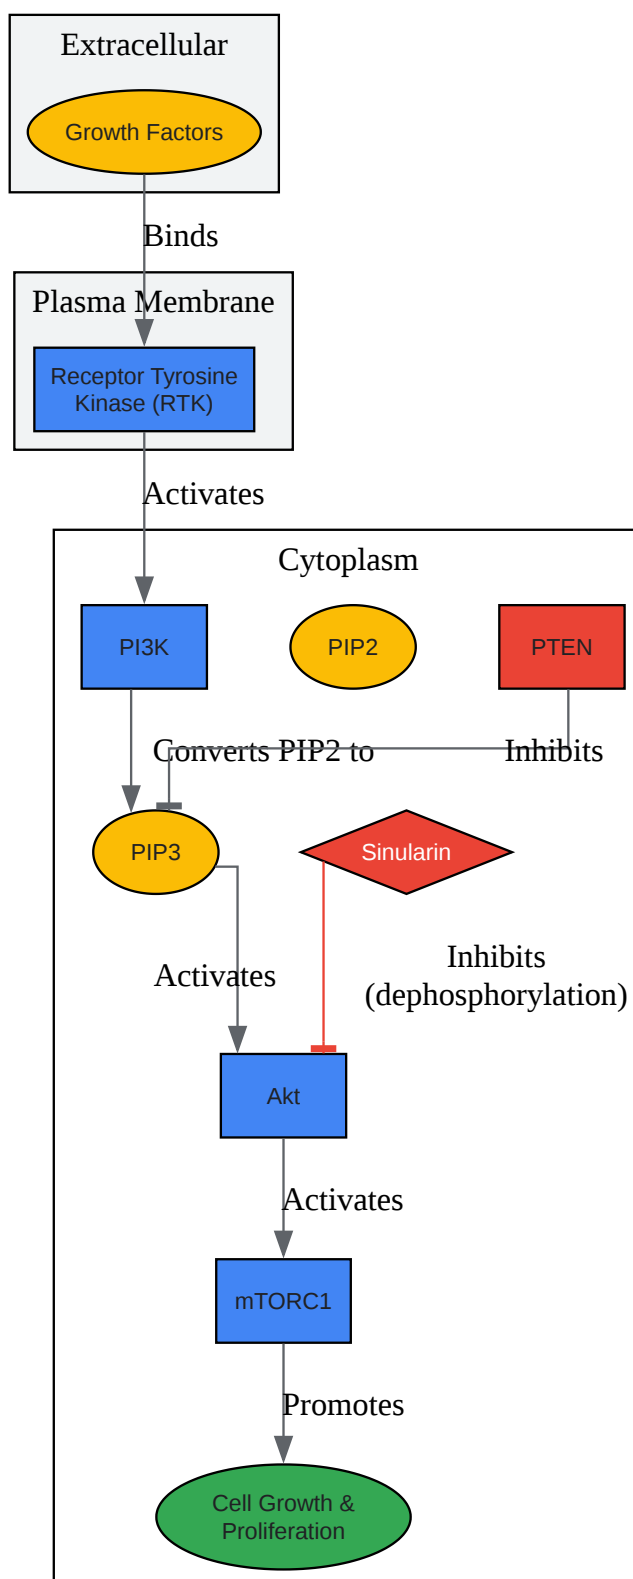 Extracellular
Growth Factors
Binds
Plasma Membrane
Receptor Tyrosine
Kinase (RTK)
Activates
Cytoplasm
PI3K
PIP2
PTEN
Converts PIP2 to
Inhibits
PIP3
Sinularin
Activates
Inhibits
(dephosphorylation)
Akt
Activates
mTORC1
Promotes
Cell Growth &
Proliferation